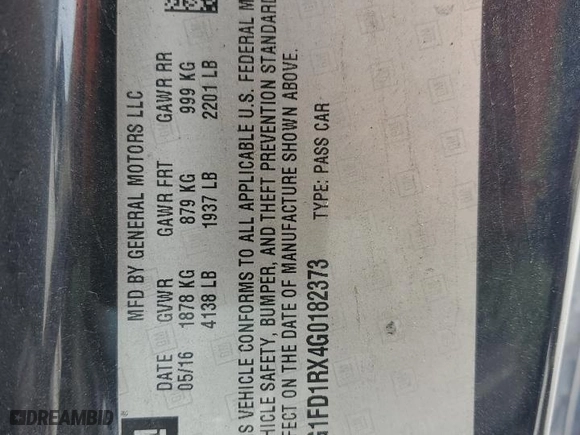 MFD BY GENERAL MOTORS LLC
DATE GVWR GAWR FRT GAWR RR
05/16 1878 KG 879 KG 999 KG
4138 LB 1937 LB 2201 LB
S VEHICLE CONFORMS TO ALL APPLICABLE U.S. FEDERAL M
HICLE SAFETY, BUMPER, AND THEFT PREVENTION STANDARD
FECT ON THE DATE OF MANUFACTURE SHOWN ABOVE.
G1FD1RX4G0182373 TYPE: PASS CAR
GM
DREAMBID